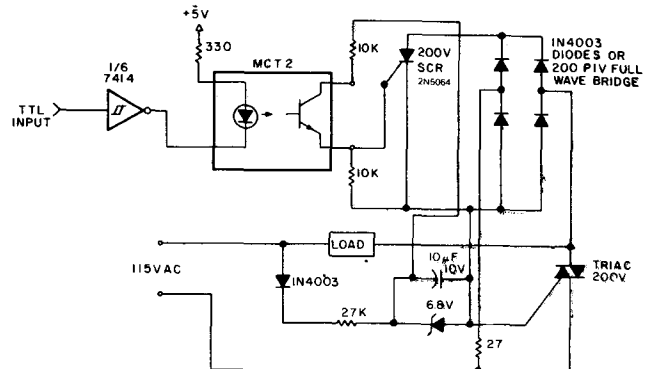 +5V
330
1/6
7414
MCT2
10K
200V
SCR
2N5064
IN4003
DIODES OR
200 PIV FULL
WAVE BRIDGE
TTL
INPUT
10K
LOAD
115VAC
IN4003
10µF
10V
TRIAC
200V
6.8V
27K
27